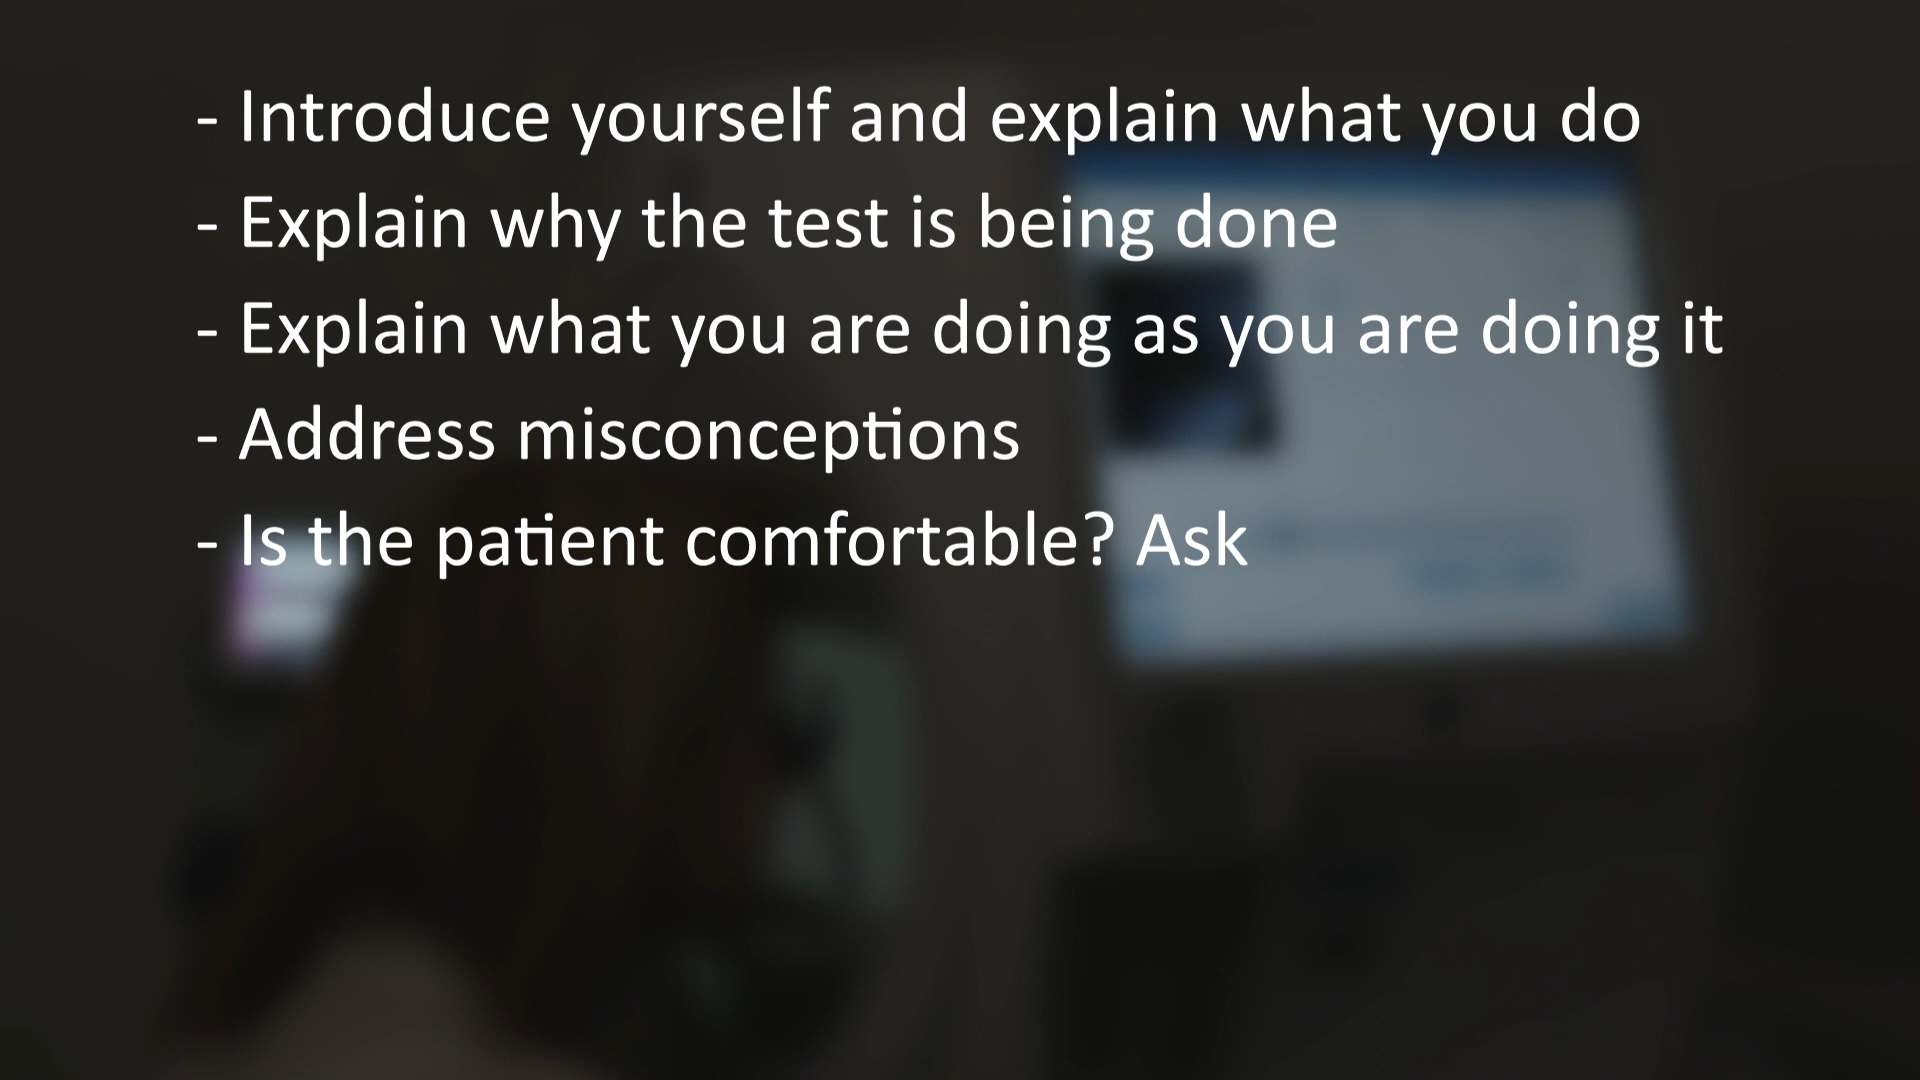 - Introduce yourself and explain what you do
- Explain why the test is being done
- Explain what you are doing as you are doing it
- Address misconceptions
- Is the patient comfortable? Ask